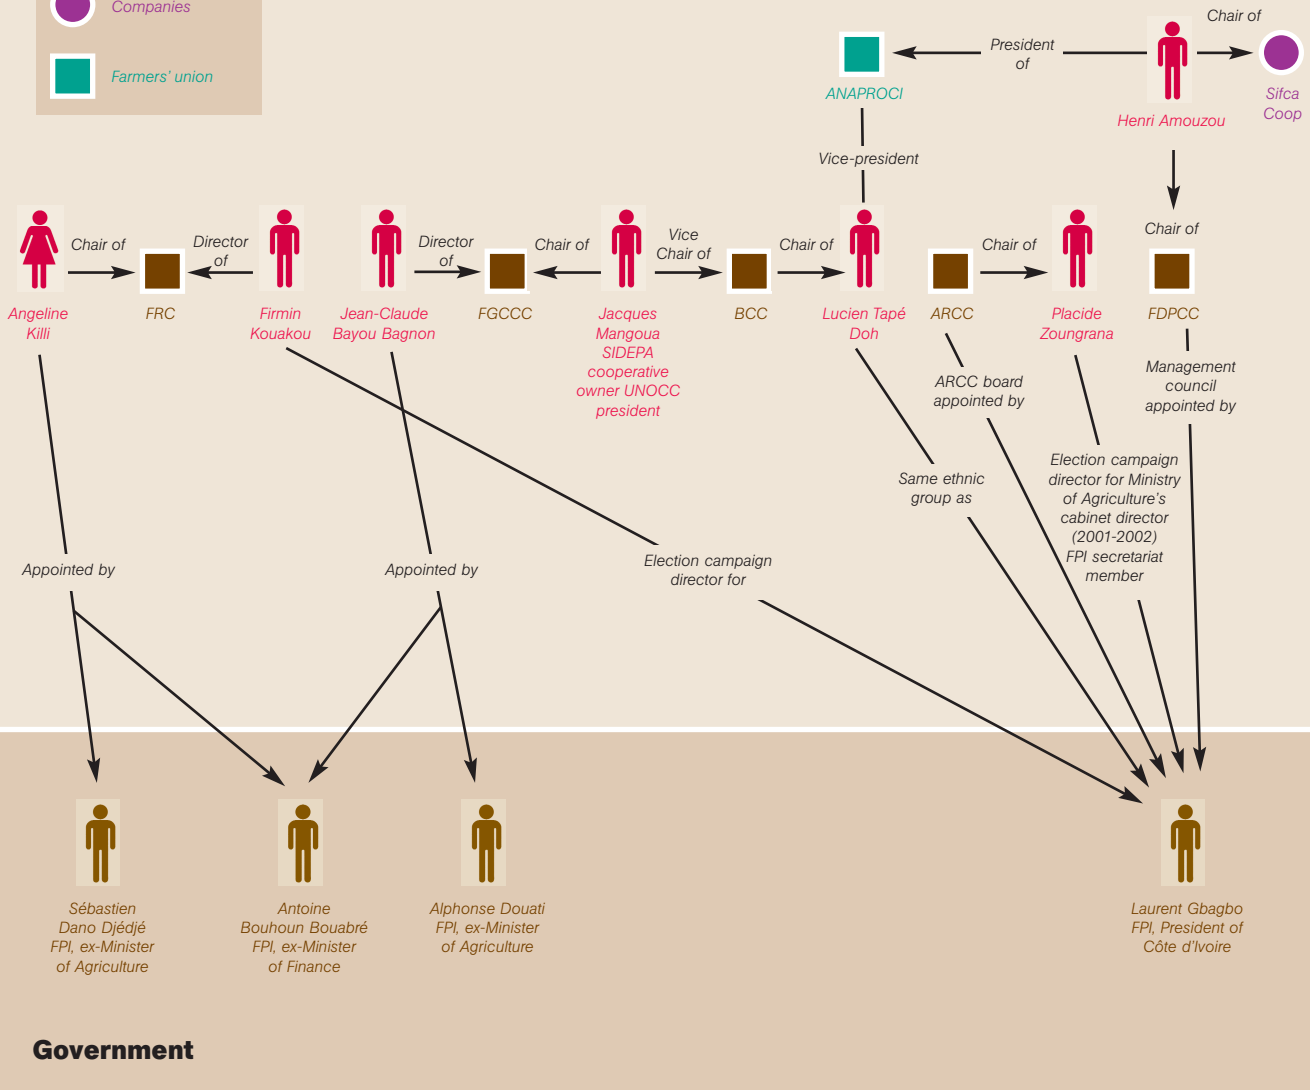 Companies
Farmers' union
Chair of
President
of
ANAPROCI
Sifca
Coop
Henri Amouzou
Vice-president
Chair of
Director
of
Director
of
Chair of
Vice
Chair of
Chair of
Chair of
Chair of
Angeline
Killi
FRC
Firmin
Kouakou
Jean-Claude
Bayou Bagnon
FGCCC
Jacques
Mangoua
SIDEPA
cooperative
owner UNOCC
president
BCC
Lucien Tapé
Doh
ARCC
Placide
Zoungrana
FDPCC
ARCC board
appointed by
Management
council
appointed by
Same ethnic
group as
Election campaign
director for Ministry
of Agriculture's
cabinet director
(2001-2002)
FPI secretariat
member
Appointed by
Appointed by
Election campaign
director for
Sébastien
Dano Djédjé
FPI, ex-Minister
of Agriculture
Antoine
Bouhoun Bouabré
FPI, ex-Minister
of Finance
Alphonse Douati
FPI, ex-Minister
of Agriculture
Laurent Gbagbo
FPI, President of
Côte d'Ivoire
Government